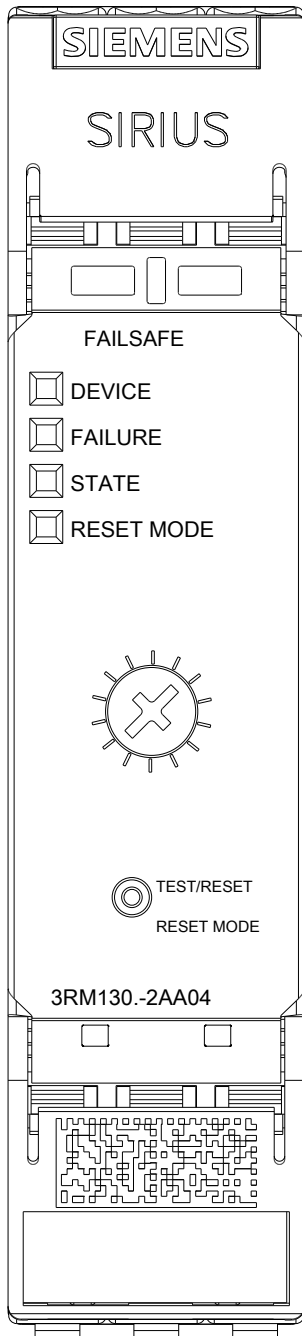 SIEMENS
SIRIUS
FAILSAFE
DEVICE
FAILURE
STATE
RESET MODE
TEST/RESET
RESET MODE
3RM130.-2AA04